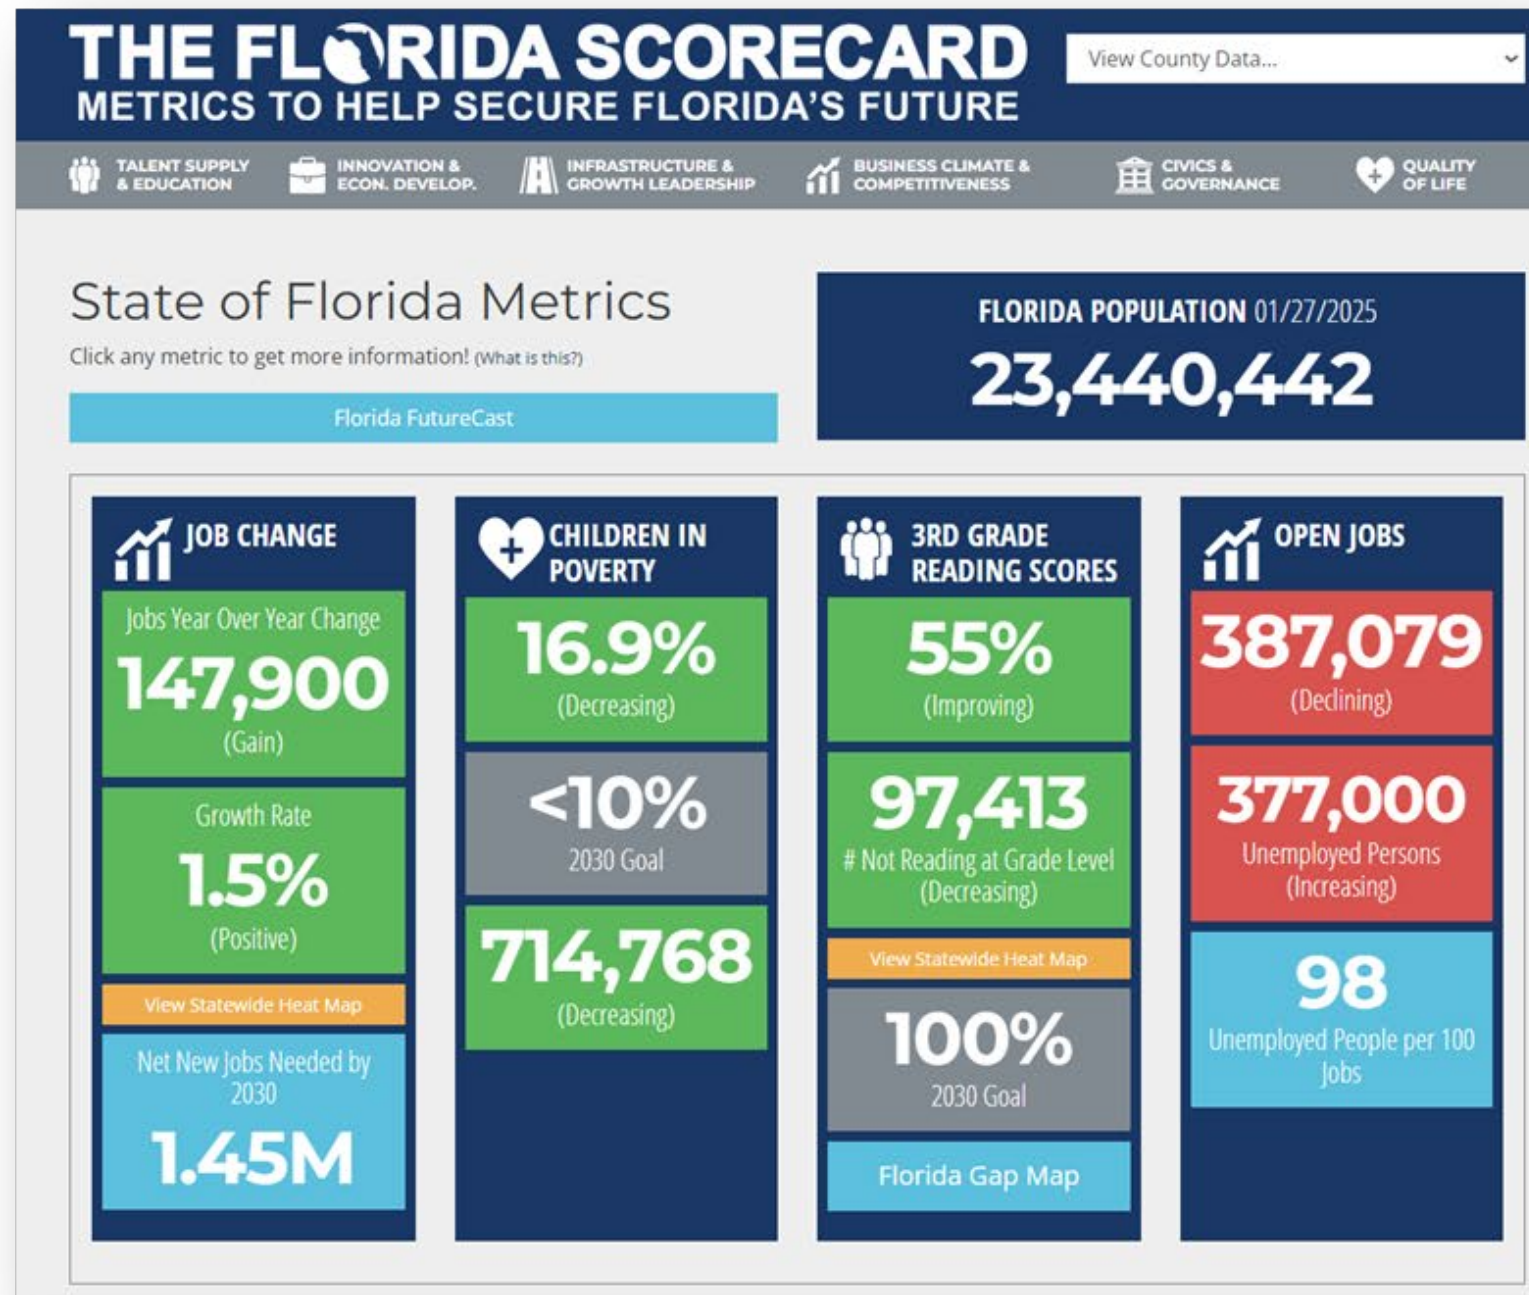 THE FLORIDA SCORECARD
METRICS TO HELP SECURE FLORIDA'S FUTURE
View County Data...
TALENT SUPPLY
& EDUCATION
INNOVATION &
ECON. DEVELOP.
INFRASTRUCTURE &
GROWTH LEADERSHIP
BUSINESS CLIMATE &
COMPETITIVENESS
CIVICS &
GOVERNANCE
QUALITY
OF LIFE
State of Florida Metrics
Click any metric to get more information! (What is this?)
Florida FutureCast
FLORIDA POPULATION 01/27/2025
23,440,442
JOB CHANGE
Jobs Year Over Year Change
147,900
(Gain)
Growth Rate
1.5%
(Positive)
View Statewide Heat Map
Net New Jobs Needed by
2030
1.45M
CHILDREN IN
POVERTY
16.9%
(Decreasing)
<10%
2030 Goal
714,768
(Decreasing)
3RD GRADE
READING SCORES
55%
(Improving)
97,413
# Not Reading at Grade Level
(Decreasing)
View Statewide Heat Map
100%
2030 Goal
Florida Gap Map
OPEN JOBS
387,079
(Declining)
377,000
Unemployed Persons
(Increasing)
98
Unemployed People per 100
Jobs